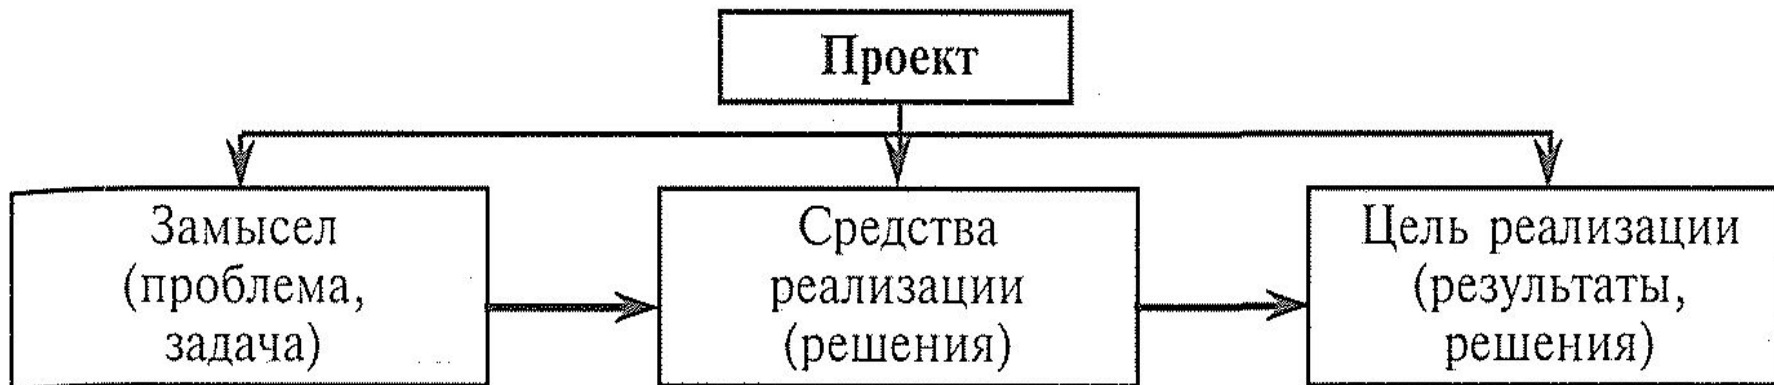 Проект
Замысел
(проблема,
задача)
Средства
реализации
(решения)
Цель реализации
(результаты,
решения)